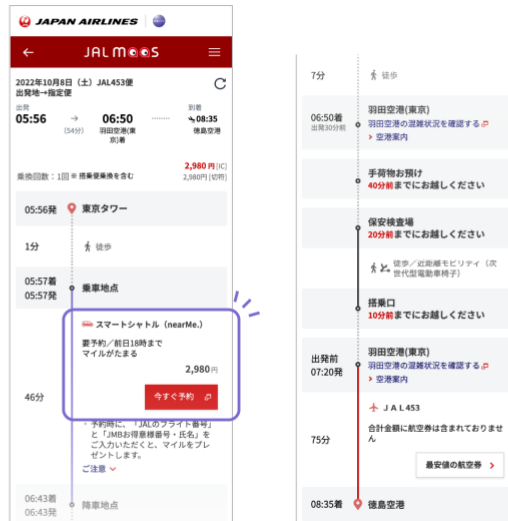 JAPAN AIRLINES
JAL MOOS
2022年10月8日（土）JAL453便
出発地→指定便
出発
05:56
→
(54分)
06:50
羽田空港(東
京)着
到着
08:35
徳島空港
乗換回数：1回 ※ 搭乗便乗換を含む
2,980 円 [IC]
2,980円 [切符]
05:56発
東京タワー
1分
徒歩
05:57着
05:57発
乗車地点
スマートシャトル（nearMe.）
要予約／前日18時まで
マイルがたまる
2,980 円
今すぐ予約
46分
・予約時に、「JALのフライト番号」
と「JMBお得意様番号・氏名」を
ご入力いただくと、マイルをプレ
ゼントします。
ご注意
06:43着
06:43発
降車地点
7分
徒歩
06:50着
出発30分前
羽田空港(東京)
羽田空港の混雑状況を確認する
空港案内
手荷物お預け
40分前までにお越しください
保安検査場
20分前までにお越しください
徒歩／近距離モビリティ（次
世代型電動車椅子）
搭乗口
10分前までにお越しください
出発前
07:20発
羽田空港(東京)
羽田空港の混雑状況を確認する
空港案内
JAL453
75分
合計金額に航空券は含まれておりませ
ん
最安値の航空券
08:35着
徳島空港